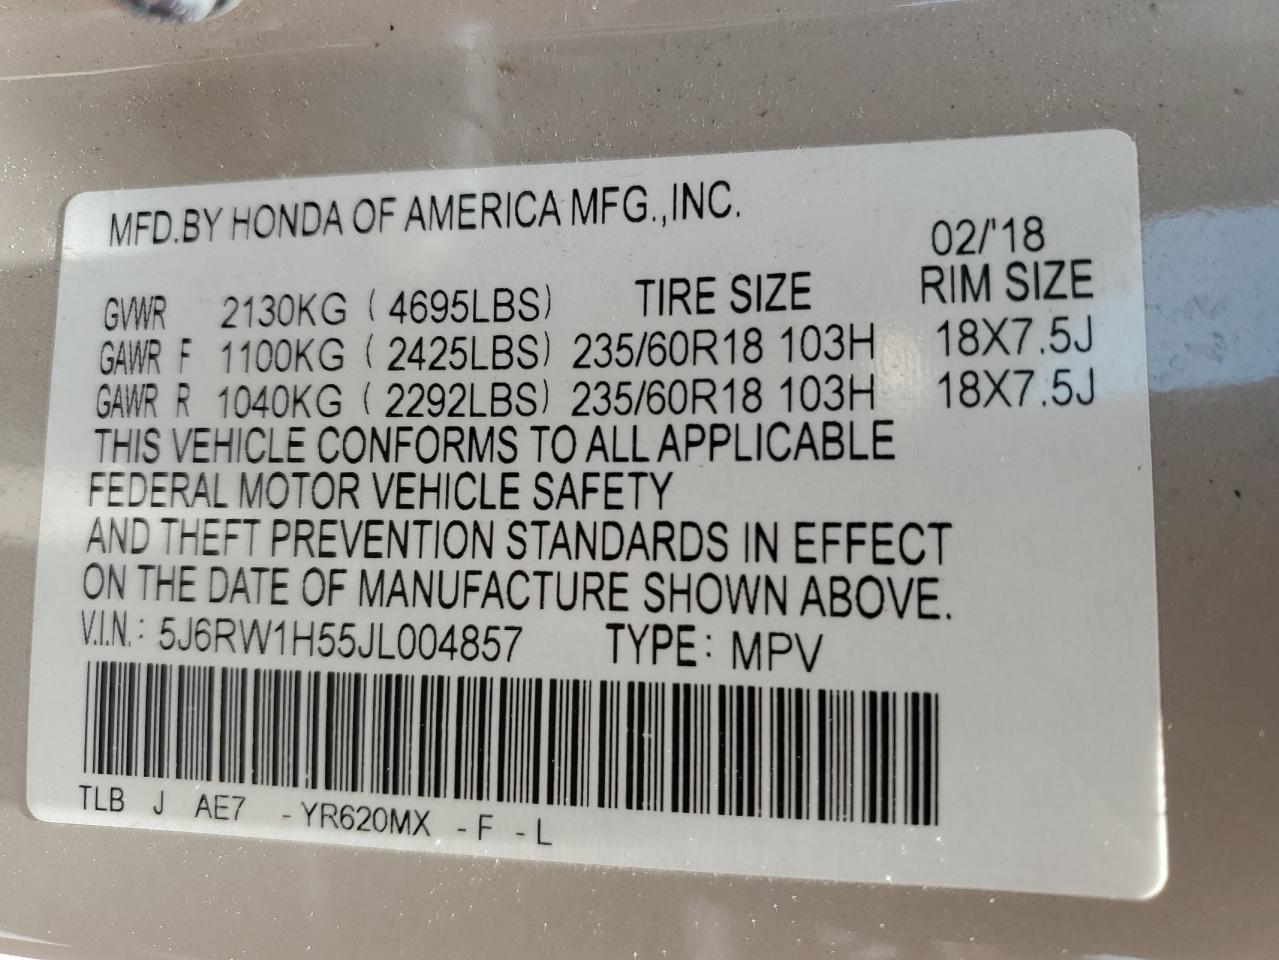 MFD.BY HONDA OF AMERICA MFG.,INC.
02/'18
GVWR 2130KG ( 4695LBS) TIRE SIZE RIM SIZE
GAWR F 1100KG ( 2425LBS) 235/60R18 103H 18X7.5J
GAWR R 1040KG ( 2292LBS) 235/60R18 103H 18X7.5J
THIS VEHICLE CONFORMS TO ALL APPLICABLE
FEDERAL MOTOR VEHICLE SAFETY
AND THEFT PREVENTION STANDARDS IN EFFECT
ON THE DATE OF MANUFACTURE SHOWN ABOVE.
V.I.N.: 5J6RW1H55JL004857 TYPE: MPV
TLB J AE7 -YR620MX -F -L